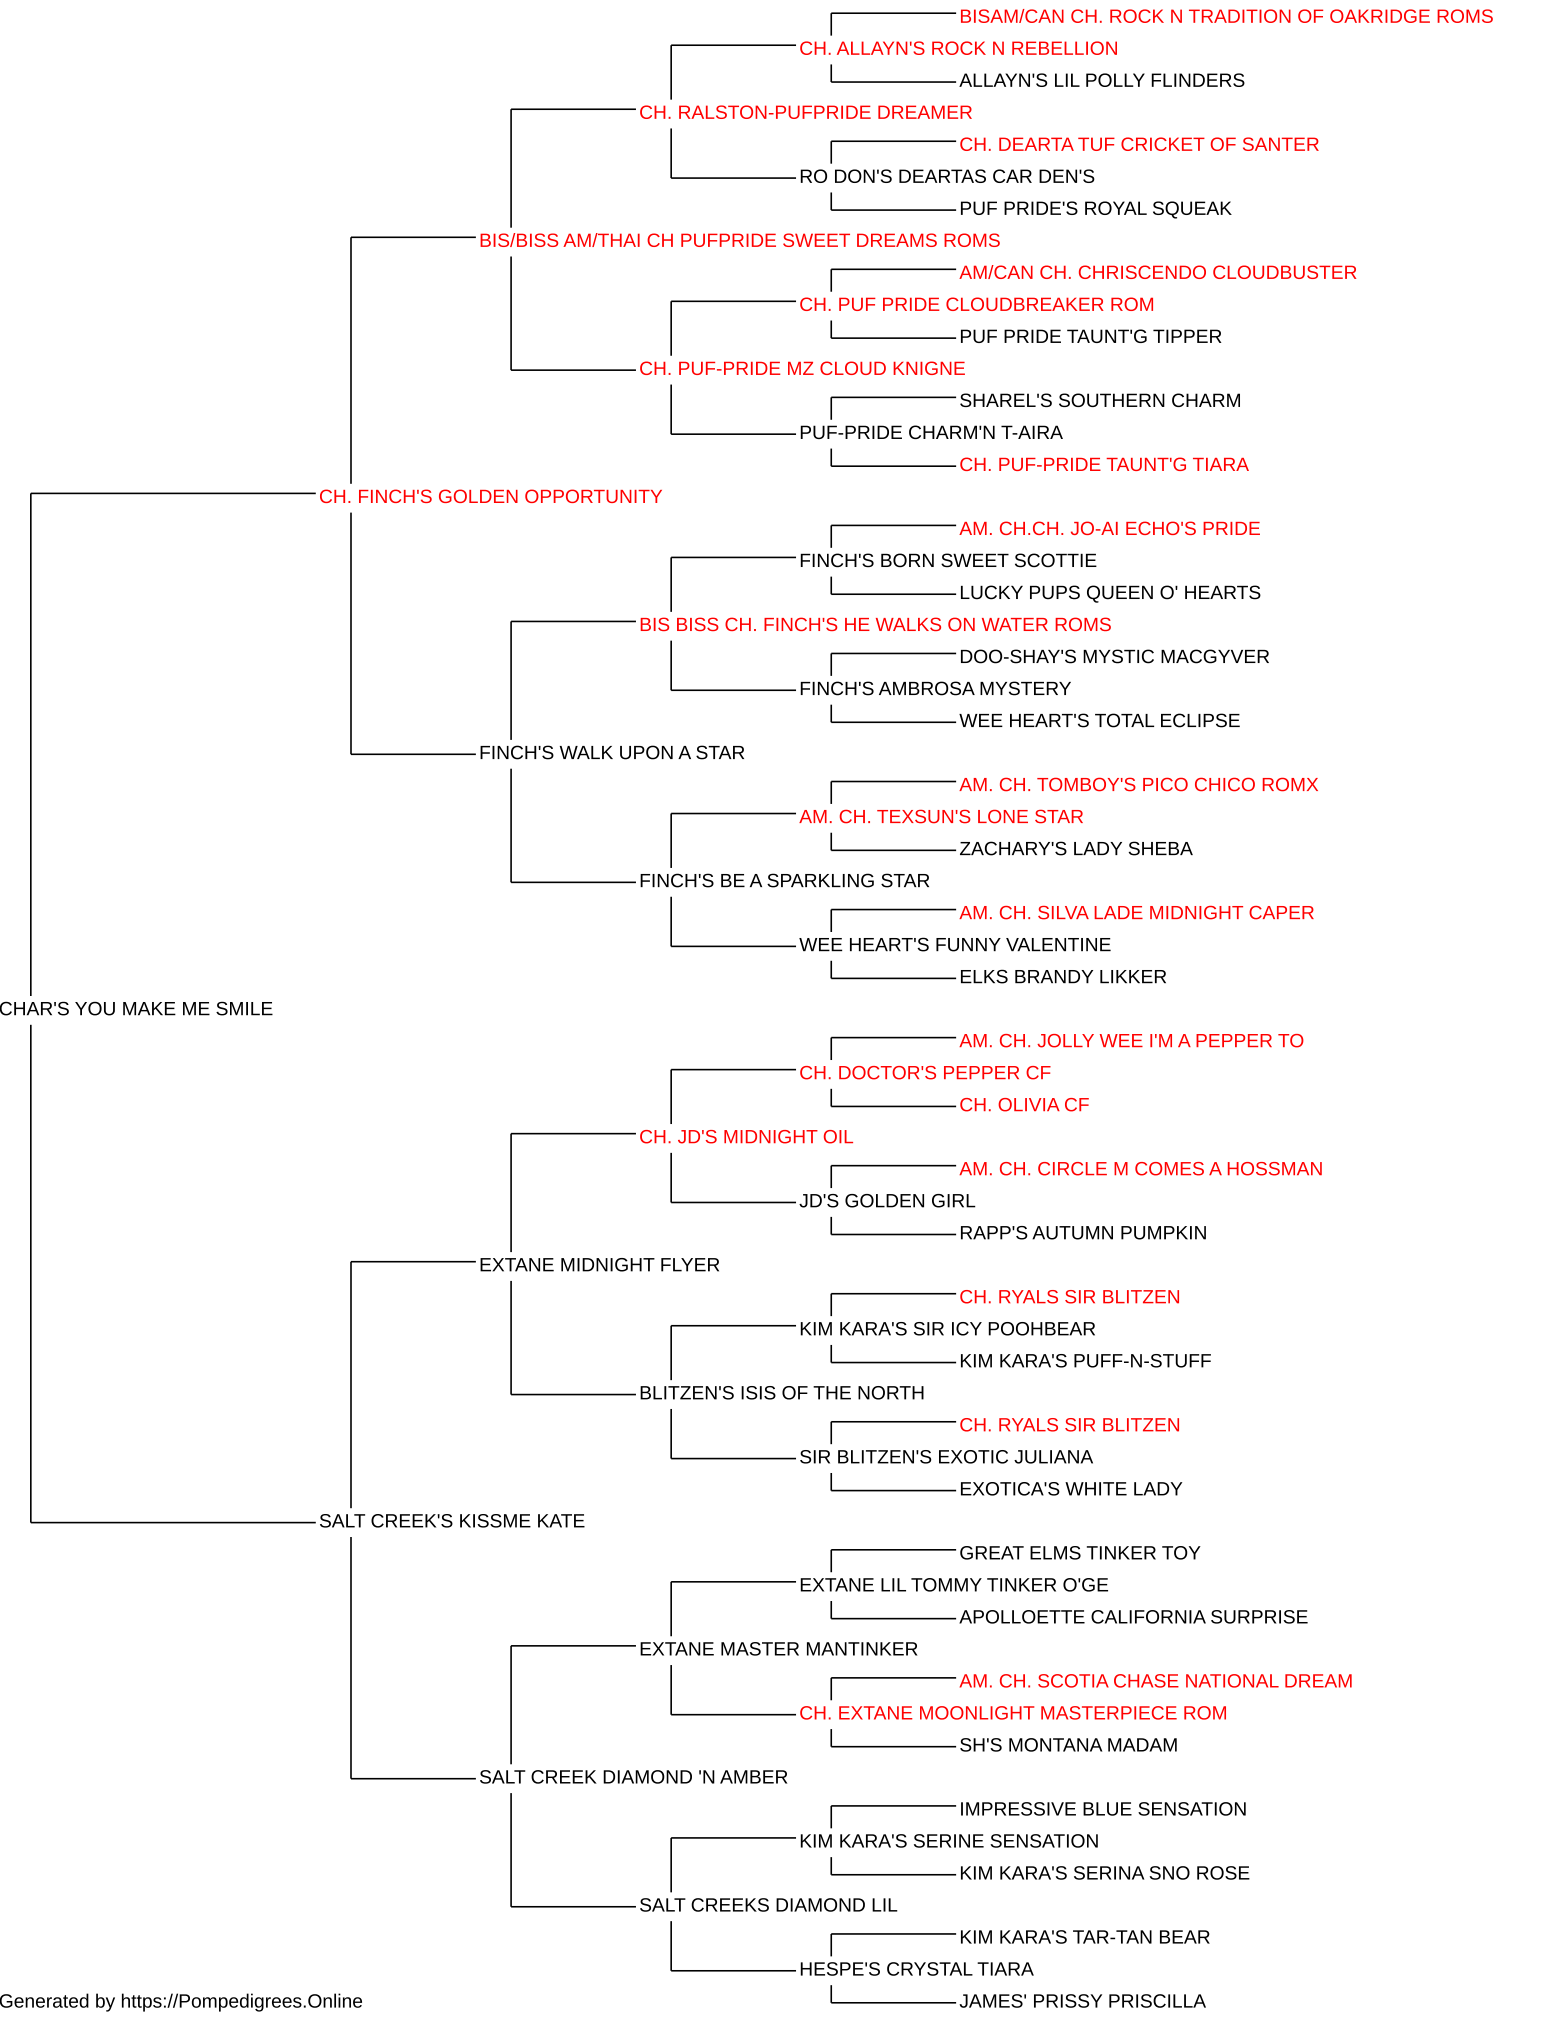 BISAM/CAN CH. ROCK N TRADITION OF OAKRIDGE ROMS
CH. ALLAYN'S ROCK N REBELLION
ALLAYN'S LIL POLLY FLINDERS
CH. RALSTON-PUFPRIDE DREAMER
CH. DEARTA TUF CRICKET OF SANTER
RO DON'S DEARTAS CAR DEN'S
PUF PRIDE'S ROYAL SQUEAK
BIS/BISS AM/THAI CH PUFPRIDE SWEET DREAMS ROMS
AM/CAN CH. CHRISCENDO CLOUDBUSTER
CH. PUF PRIDE CLOUDBREAKER ROM
PUF PRIDE TAUNT'G TIPPER
CH. PUF-PRIDE MZ CLOUD KNIGNE
SHAREL'S SOUTHERN CHARM
PUF-PRIDE CHARM'N T-AIRA
CH. PUF-PRIDE TAUNT'G TIARA
CH. FINCH'S GOLDEN OPPORTUNITY
AM. CH.CH. JO-AI ECHO'S PRIDE
FINCH'S BORN SWEET SCOTTIE
LUCKY PUPS QUEEN O' HEARTS
BIS BISS CH. FINCH'S HE WALKS ON WATER ROMS
DOO-SHAY'S MYSTIC MACGYVER
FINCH'S AMBROSA MYSTERY
WEE HEART'S TOTAL ECLIPSE
FINCH'S WALK UPON A STAR
AM. CH. TOMBOY'S PICO CHICO ROMX
AM. CH. TEXSUN'S LONE STAR
ZACHARY'S LADY SHEBA
FINCH'S BE A SPARKLING STAR
AM. CH. SILVA LADE MIDNIGHT CAPER
WEE HEART'S FUNNY VALENTINE
ELKS BRANDY LIKKER
CHAR'S YOU MAKE ME SMILE
AM. CH. JOLLY WEE I'M A PEPPER TO
CH. DOCTOR'S PEPPER CF
CH. OLIVIA CF
CH. JD'S MIDNIGHT OIL
AM. CH. CIRCLE M COMES A HOSSMAN
JD'S GOLDEN GIRL
RAPP'S AUTUMN PUMPKIN
EXTANE MIDNIGHT FLYER
CH. RYALS SIR BLITZEN
KIM KARA'S SIR ICY POOHBEAR
KIM KARA'S PUFF-N-STUFF
BLITZEN'S ISIS OF THE NORTH
CH. RYALS SIR BLITZEN
SIR BLITZEN'S EXOTIC JULIANA
EXOTICA'S WHITE LADY
SALT CREEK'S KISSME KATE
GREAT ELMS TINKER TOY
EXTANE LIL TOMMY TINKER O'GE
APOLLOETTE CALIFORNIA SURPRISE
EXTANE MASTER MANTINKER
AM. CH. SCOTIA CHASE NATIONAL DREAM
CH. EXTANE MOONLIGHT MASTERPIECE ROM
SH'S MONTANA MADAM
SALT CREEK DIAMOND 'N AMBER
IMPRESSIVE BLUE SENSATION
KIM KARA'S SERINE SENSATION
KIM KARA'S SERINA SNO ROSE
SALT CREEKS DIAMOND LIL
KIM KARA'S TAR-TAN BEAR
HESPE'S CRYSTAL TIARA
JAMES' PRISSY PRISCILLA
Generated by https://Pompedigrees.Online